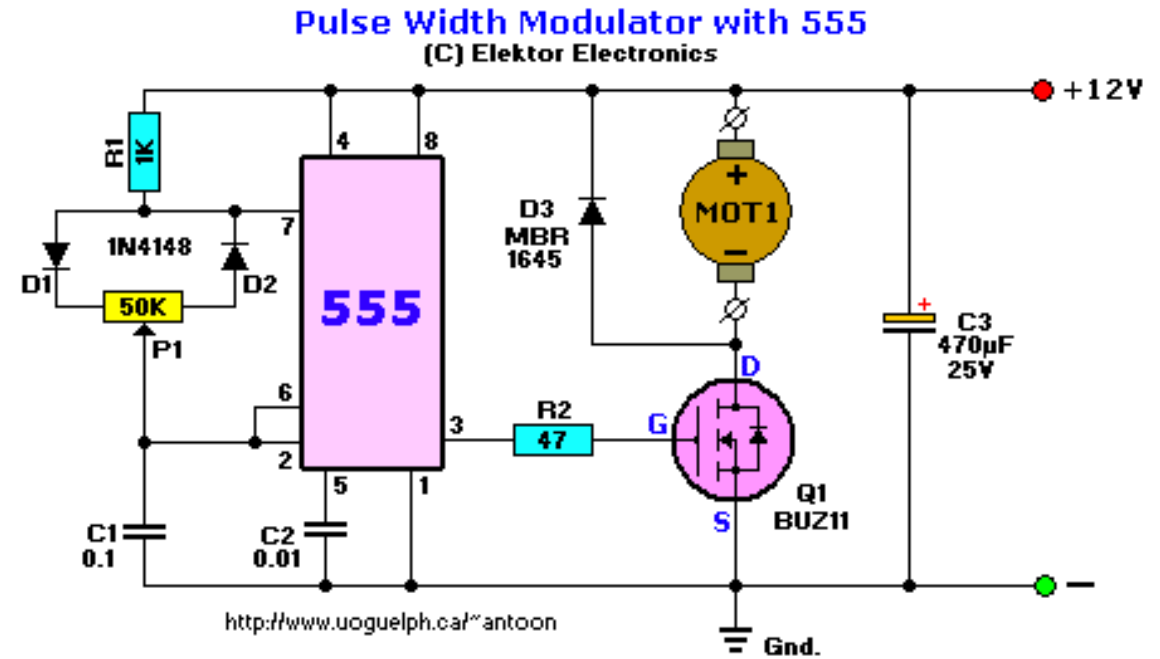 Pulse Width Modulator with 555
(C) Elektor Electronics
+12V
R1
1K
4
8
7
1N4148
D1
D2
50K
P1
555
D3
MBR
1645
+
MOT1
−
+
C3
470µF
25V
D
6
3
R2
47
G
2
5
1
Q1
BUZ11
S
C1
0.1
C2
0.01
−
http://www.uoguelph.ca/~antoon
Gnd.